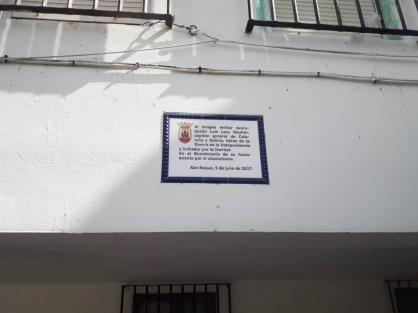 Al insigne militar sanro-
queño Luis Lacy Gautier,
capitán general de Cata-
luña y Galicia, héroe de la
Guerra de la Independencia
y luchador por la libertad.
En el Bicentenario de su fusila-
miento por el absolutismo.
San Roque, 5 de julio de 2017